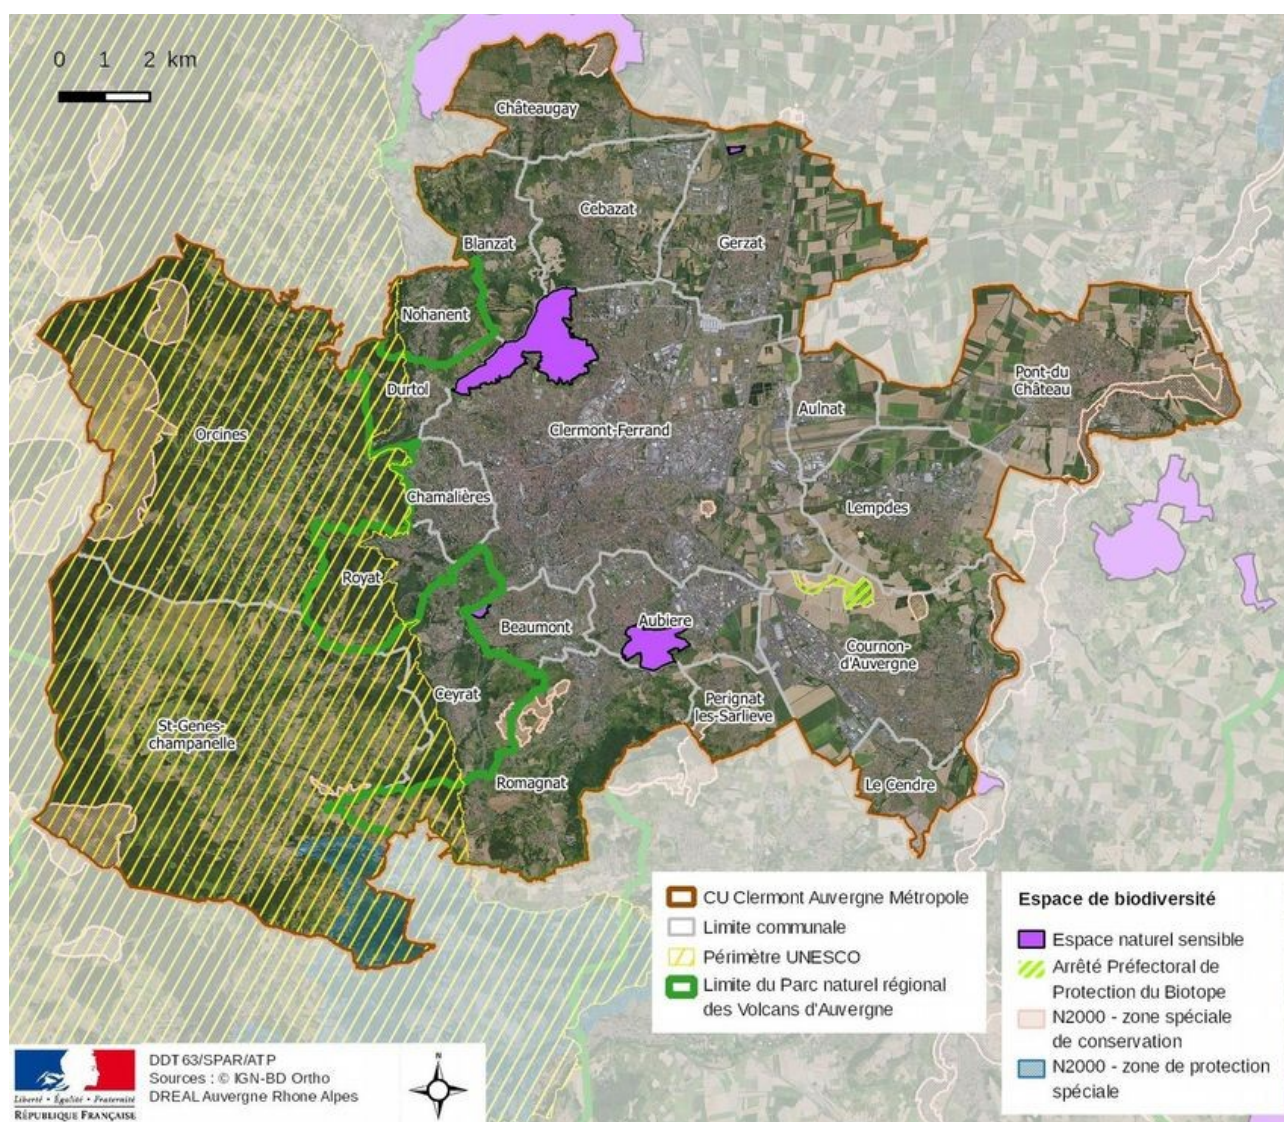 0 1 2 km
Châteaugay
Cebazat
Blanzat
Gerzat
Nohanent
Pont-du
Château
Durtol
Aulnat
Orcines
Clermont-Ferrand
Chamalières
Lempdes
Royat
Beaumont
Aubiere
Cournon-
d'Auvergne
Ceyrat
Perignat
les-Sarlieve
St-Genes-
champanelle
Romagnat
Le Cendre
CU Clermont Auvergne Métropole
Limite communale
Périmètre UNESCO
Limite du Parc naturel régional
des Volcans d'Auvergne
Espace de biodiversité
Espace naturel sensible
Arrêté Préfectoral de
Protection du Biotope
N2000 - zone spéciale
de conservation
N2000 - zone de protection
spéciale
Liberté • Égalité • Fraternité
RÉPUBLIQUE FRANÇAISE
DDT 63/SPAR/ATP
Sources : © IGN-BD Ortho
DREAL Auvergne Rhone Alpes
N